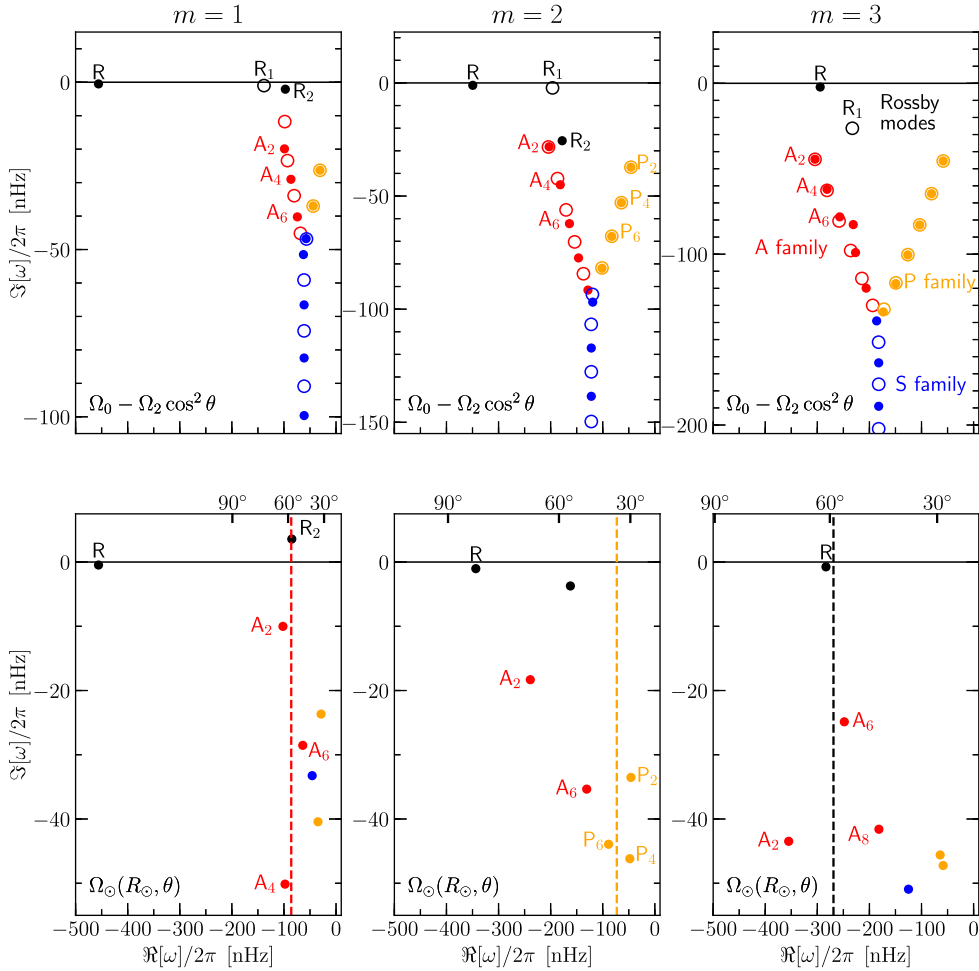 m = 1
m = 2
m = 3
ℑ[ω]/2π [nHz]
0
−50
−100
R
R₁
R₂
A₂
A₄
A₆
Ω₀ − Ω₂ cos² θ
0
−50
−100
−150
R
R₁
R₂
A₂
A₄
A₆
P₂
P₄
P₆
Ω₀ − Ω₂ cos² θ
0
−100
−200
R
R₁
Rossby
modes
A₂
A₄
A₆
A family
P family
S family
Ω₀ − Ω₂ cos² θ
90° 60° 30°
ℑ[ω]/2π [nHz]
0
−20
−40
R
R₂
A₂
A₆
A₄
Ω⊙(R⊙, θ)
−500 −400 −300 −200 −100 0
ℜ[ω]/2π [nHz]
90° 30°
0
−20
−40
R
A₂
A₆
P₂
P₆
P₄
Ω⊙(R⊙, θ)
−400 −300 −200 −100 0
ℜ[ω]/2π [nHz]
90° 60° 30°
0
−20
−40
R
A₆
A₂
A₈
Ω⊙(R⊙, θ)
−400 −300 −200 −100 0
ℜ[ω]/2π [nHz]